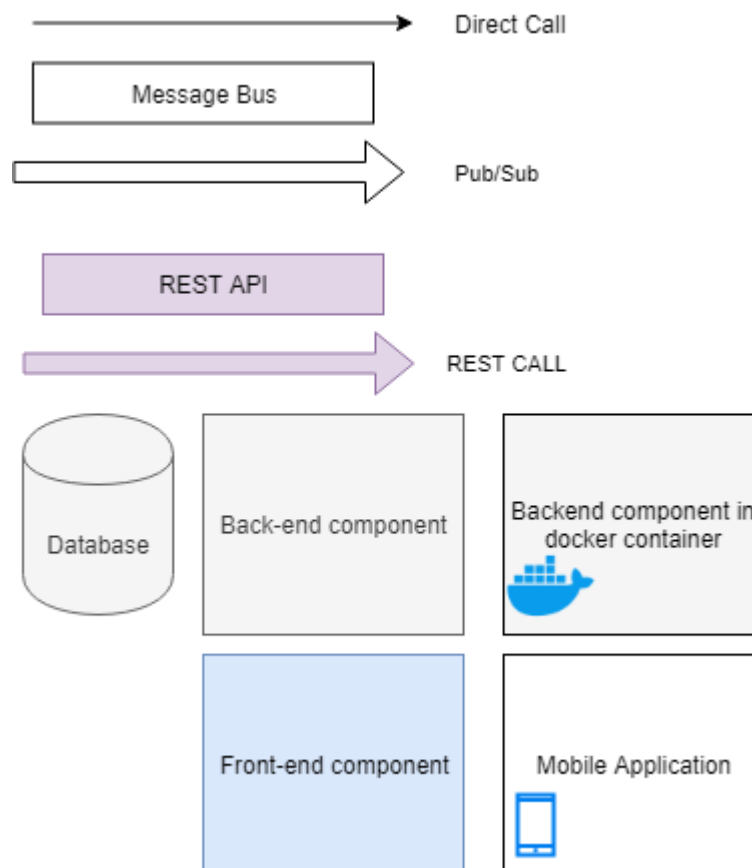 Direct Call
Message Bus
Pub/Sub
REST API
REST CALL
Database
Back-end component
Backend component in
docker container
Front-end component
Mobile Application